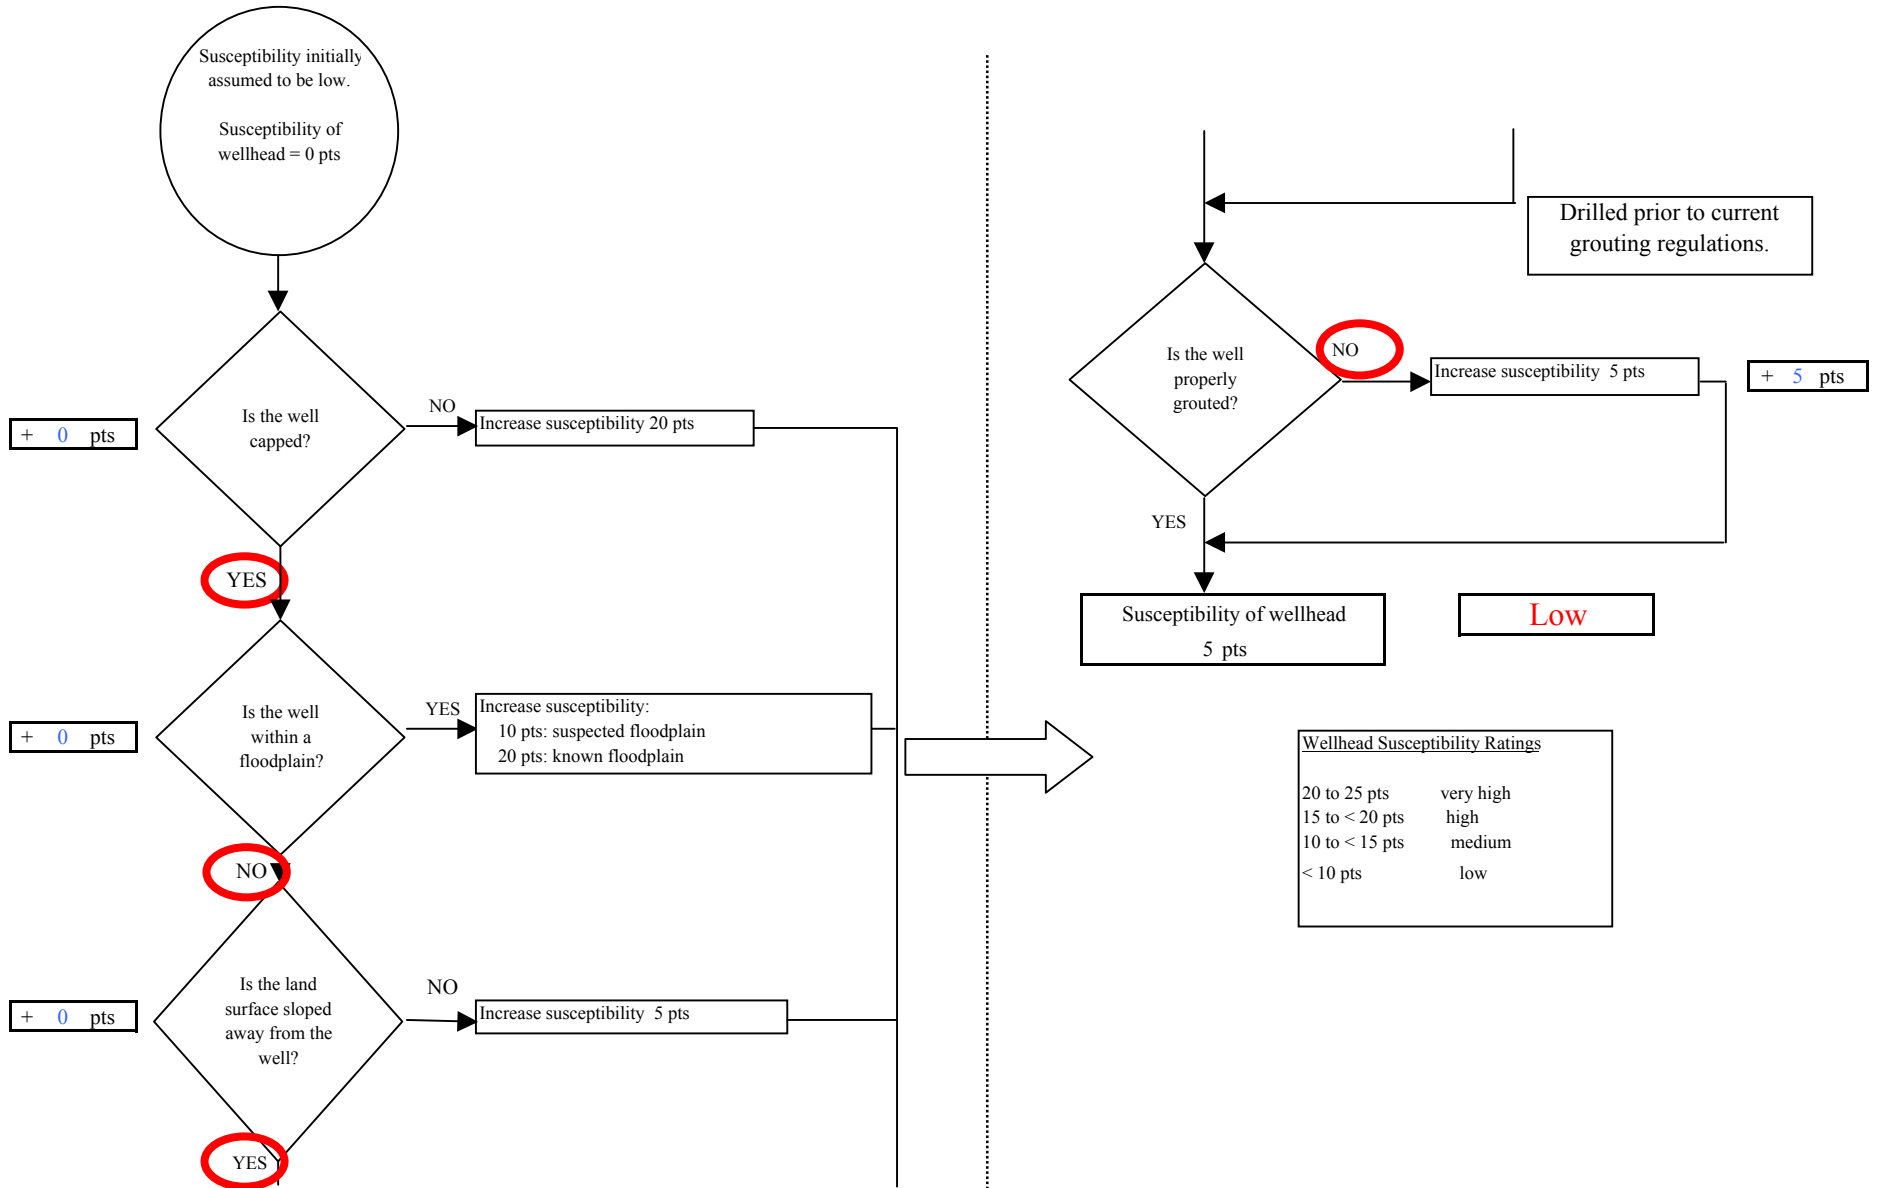 Susceptibility initially
assumed to be low.
Susceptibility of
wellhead = 0 pts
Is the well
capped?
+ 0 pts
NO
Increase susceptibility 20 pts
YES
Is the well
within a
floodplain?
+ 0 pts
YES
Increase susceptibility:
10 pts: suspected floodplain
20 pts: known floodplain
NO
Is the land
surface sloped
away from the
well?
+ 0 pts
NO
Increase susceptibility 5 pts
YES
Drilled prior to current
grouting regulations.
Is the well
properly
grouted?
NO
Increase susceptibility 5 pts
+ 5 pts
YES
Susceptibility of wellhead
5 pts
Low
Wellhead Susceptibility Ratings
20 to 25 pts very high
15 to < 20 pts high
10 to < 15 pts medium
< 10 pts low